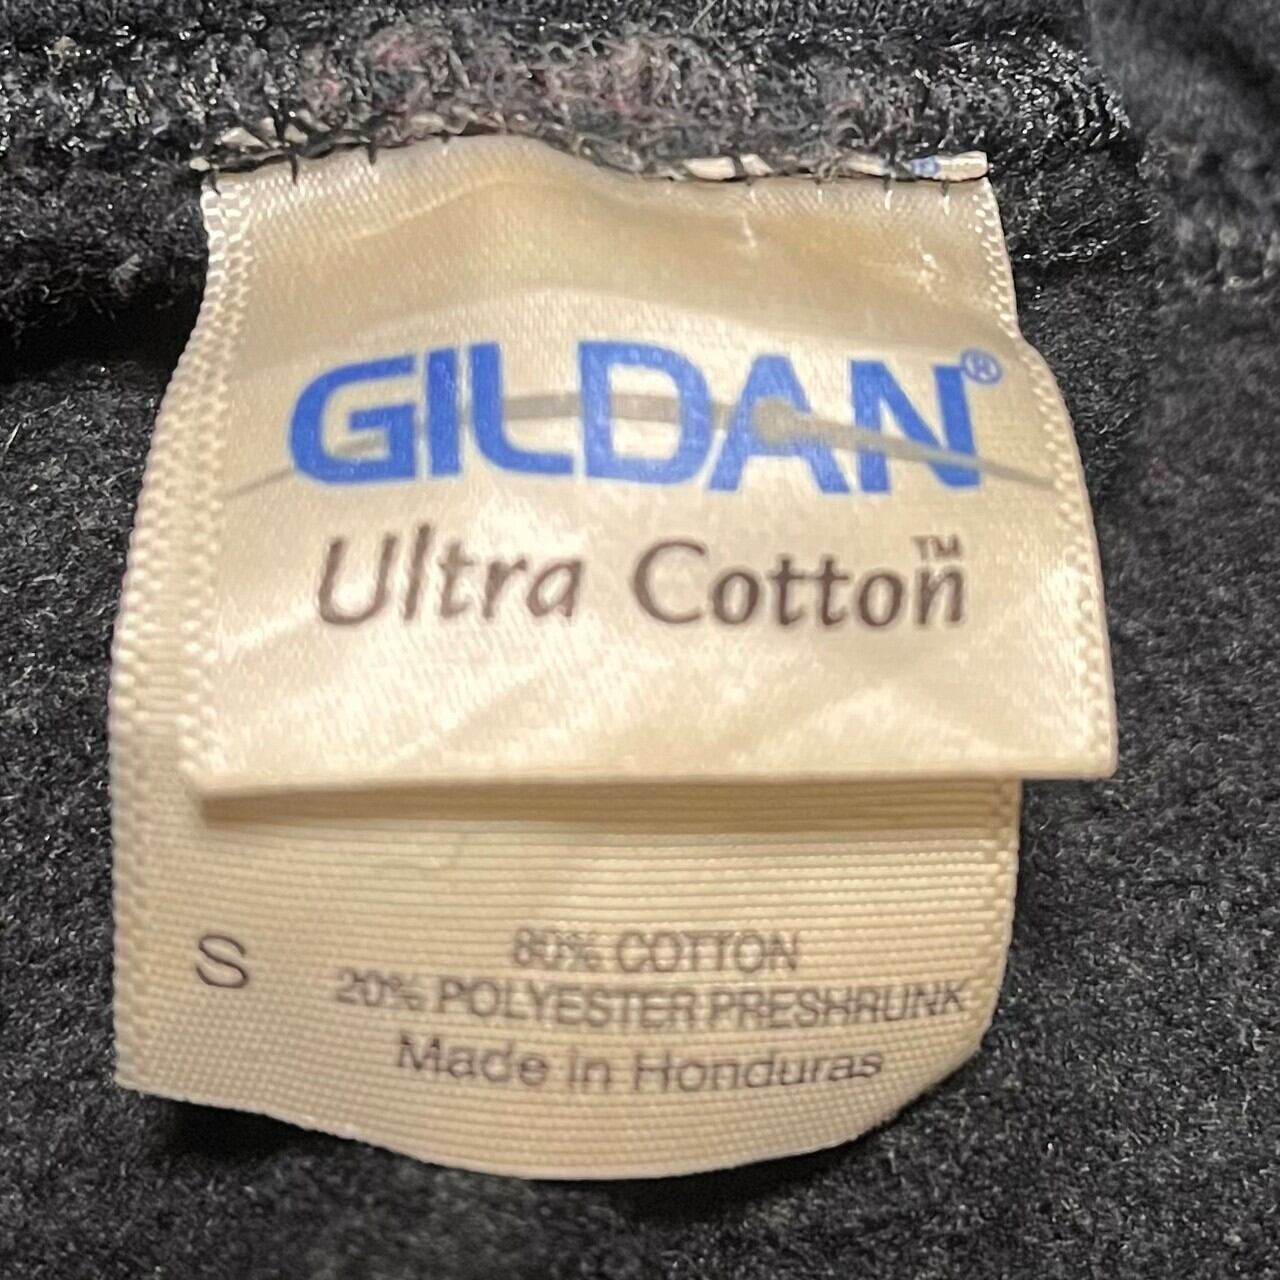 GILDAN®
Ultra Cotton™
S
80% COTTON
20% POLYESTER PRESHRUNK
Made in Honduras